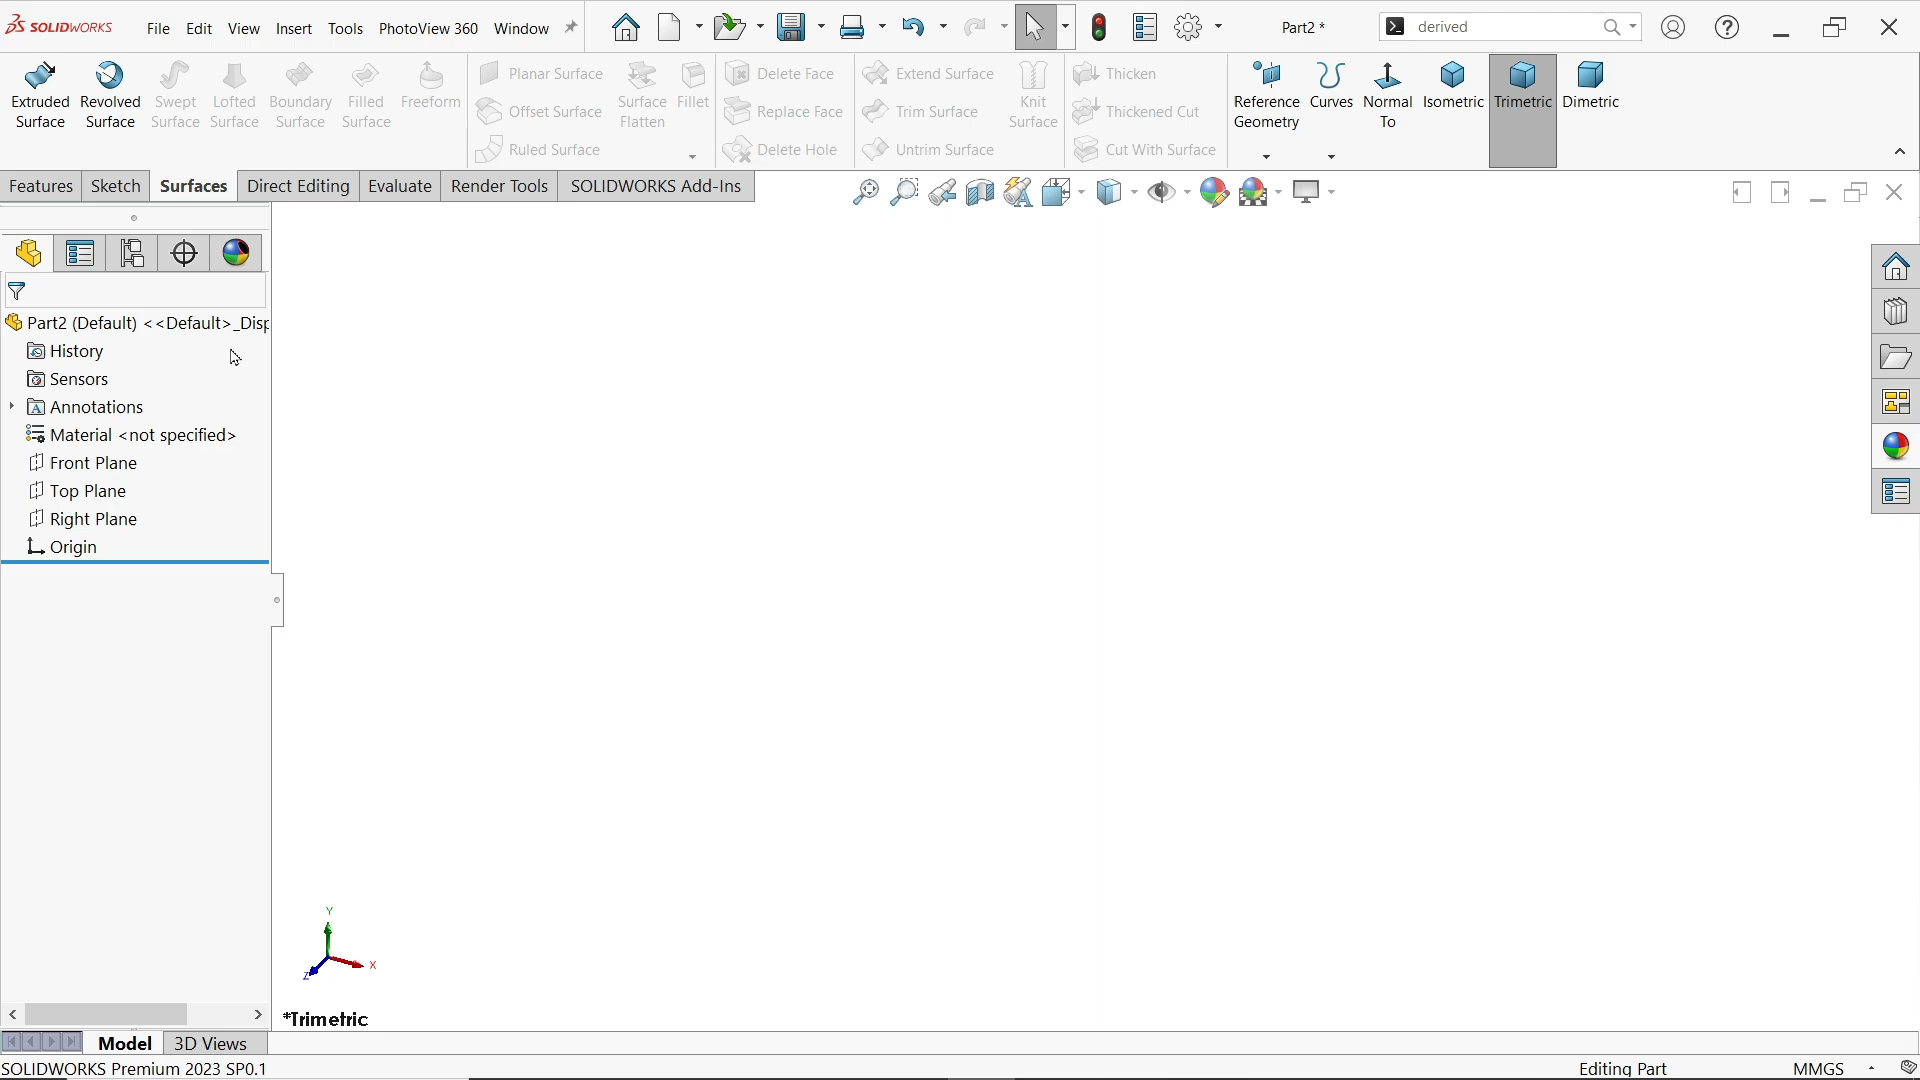 SOLIDWORKS File Edit View Insert Tools PhotoView 360 Window Part2 * derived
Extruded Surface
Revolved Surface
Swept Surface
Lofted Surface
Boundary Surface
Filled Surface
Freeform
Planar Surface
Offset Surface
Ruled Surface
Surface Flatten
Fillet
Delete Face
Replace Face
Delete Hole
Extend Surface
Trim Surface
Untrim Surface
Knit Surface
Thicken
Thickened Cut
Cut With Surface
Reference Geometry
Curves
Normal To
Isometric
Trimetric
Dimetric
Features Sketch Surfaces Direct Editing Evaluate Render Tools SOLIDWORKS Add-Ins
Part2 (Default) <<Default>_Disp
History
Sensors
Annotations
Material <not specified>
Front Plane
Top Plane
Right Plane
Origin
Y
X
Z
*Trimetric
Model 3D Views
SOLIDWORKS Premium 2023 SP0.1 Editing Part MMGS